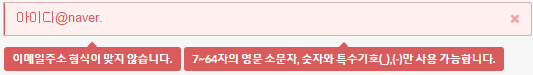 아이디@naver.
이메일주소 형식이 맞지 않습니다.
7~64자의 영문 소문자, 숫자와 특수기호(_),(-)만 사용 가능합니다.